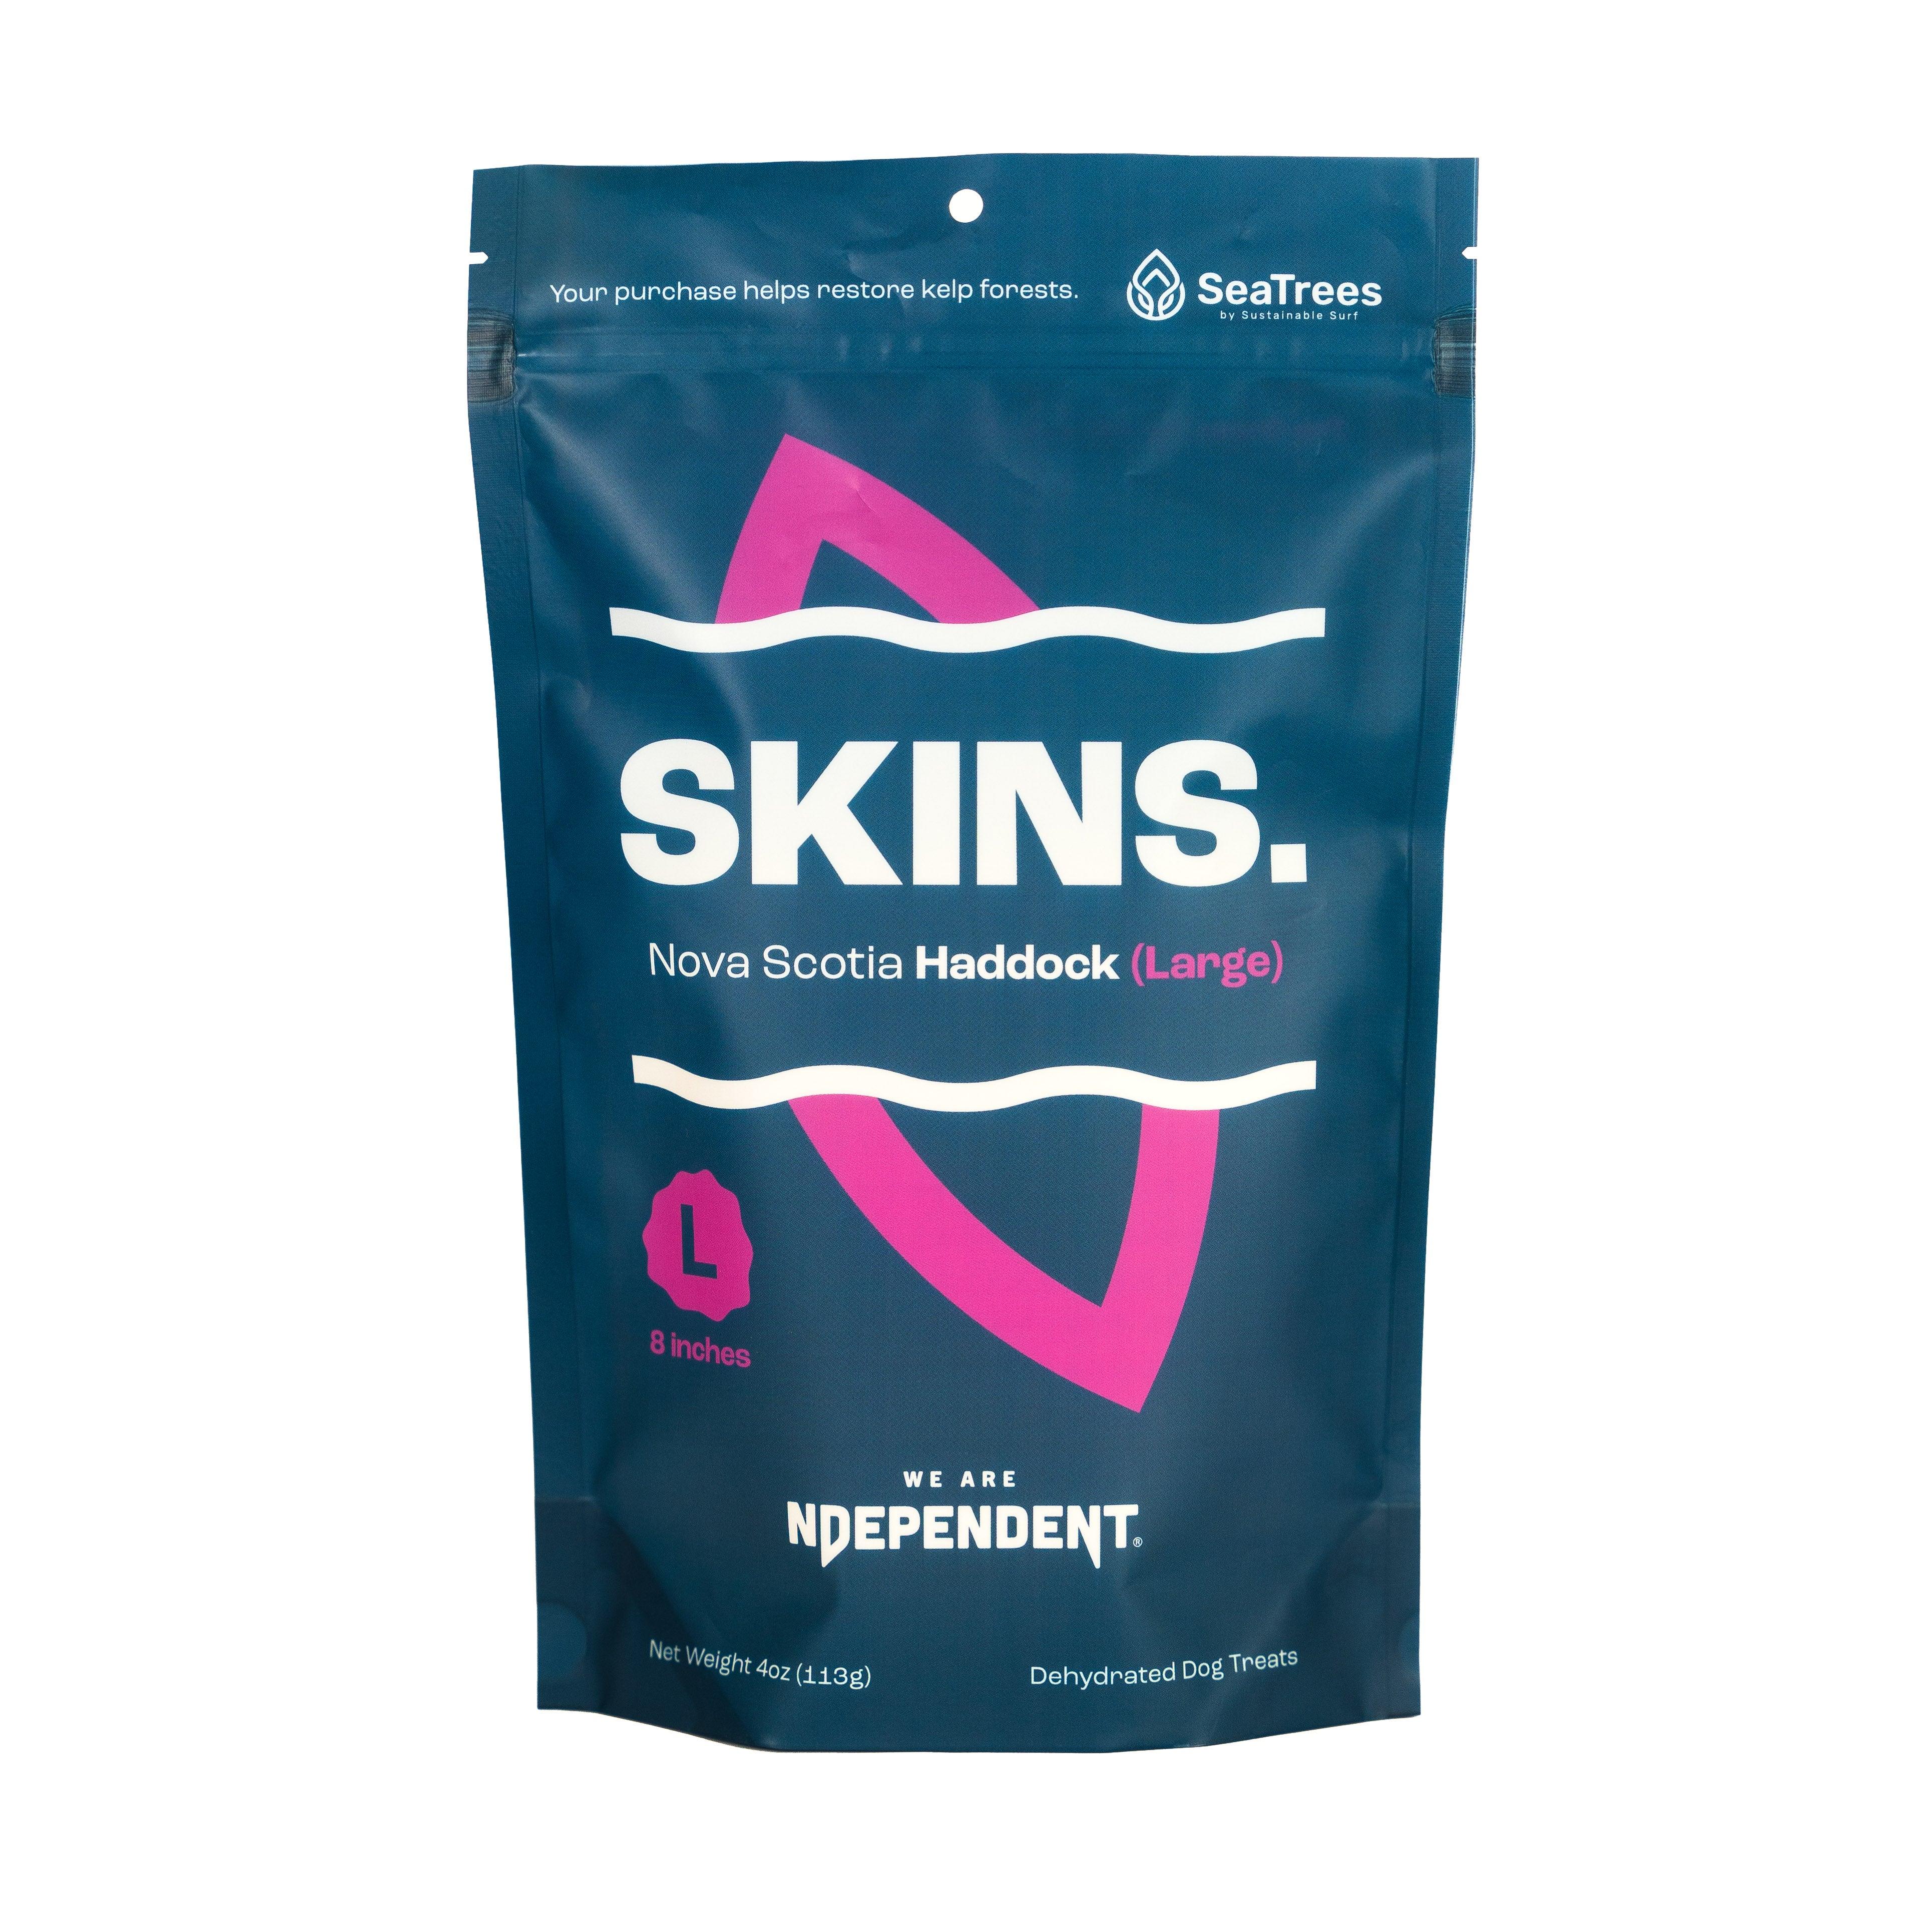 Your purchase helps restore kelp forests.
SeaTrees
by Sustainable Surf
SKINS.
Nova Scotia Haddock (Large)
L
8 inches
WE ARE
NDEPENDENT®
Net Weight 4oz (113g)
Dehydrated Dog Treats